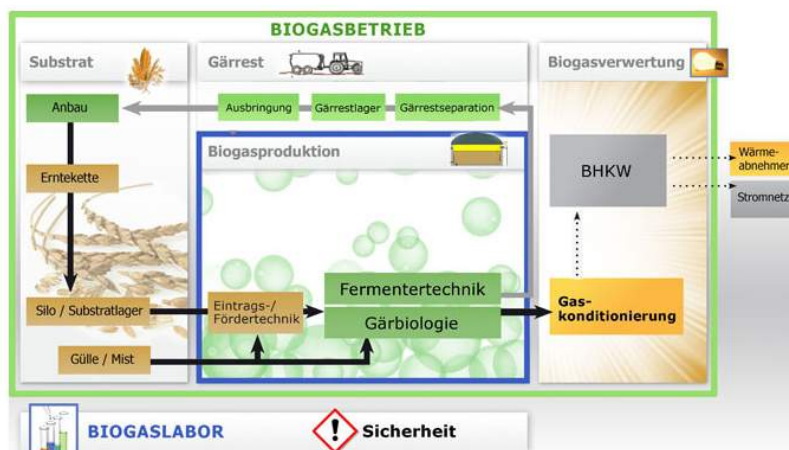 BIOGASBETRIEB
Substrat
Gärrest
Biogasverwertung
Anbau
Ausbringung
Gärrestlager
Gärrestseparation
Biogasproduktion
Erntekette
BHKW
Wärme-
abnehmer
Stromnetz
Silo / Substratlager
Eintrags-/
Fördertechnik
Fermentertechnik
Gärbiologie
Gas-
konditionierung
Gülle / Mist
BIOGASLABOR
Sicherheit